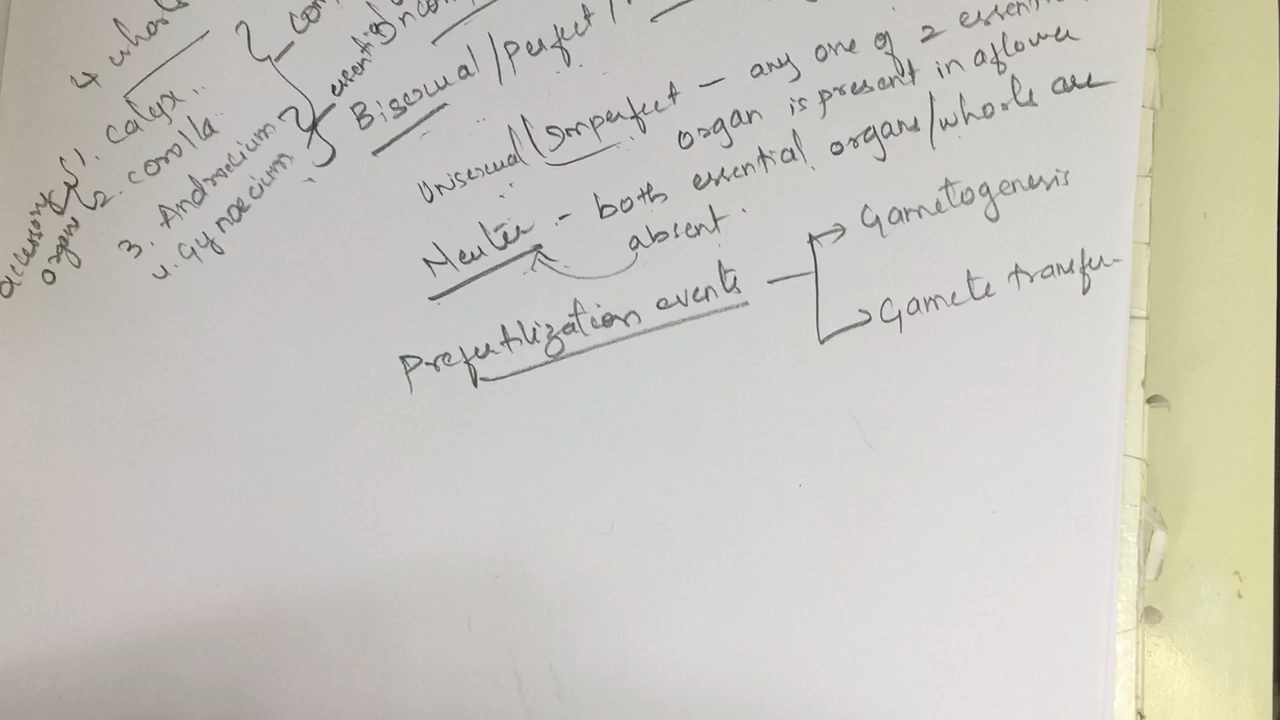 4 whorls
accessory organ
1. Calyx
2. corolla
3. Androecium
4. Gynoecium
essential
Bisexual/perfect/
Unisexual/Imperfect - any one of 2
organ is present in a flower
Neuter - both essential organs/whorls are
absent.
Prefertilization events
Gametogenesis
Gamete transfer